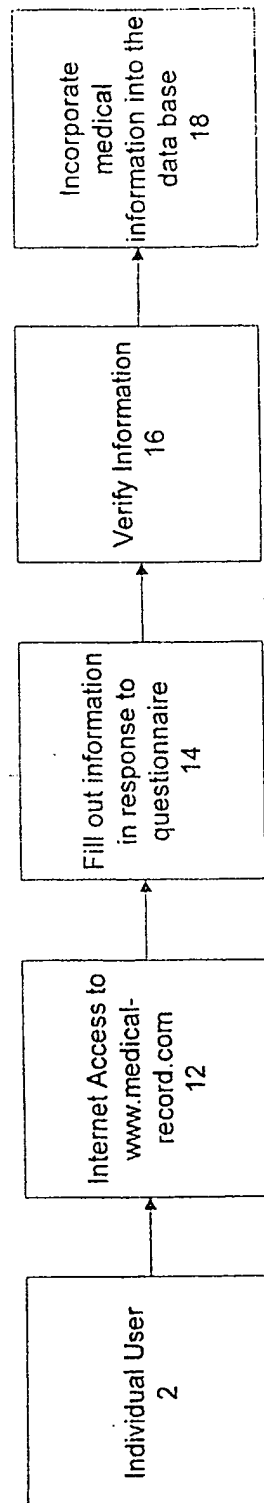 Individual User
2
Internet Access to
www.medical-
record.com
12
Fill out information
in response to
questionnaire
14
Verify Information
16
Incorporate
medical
information into the
data base
18